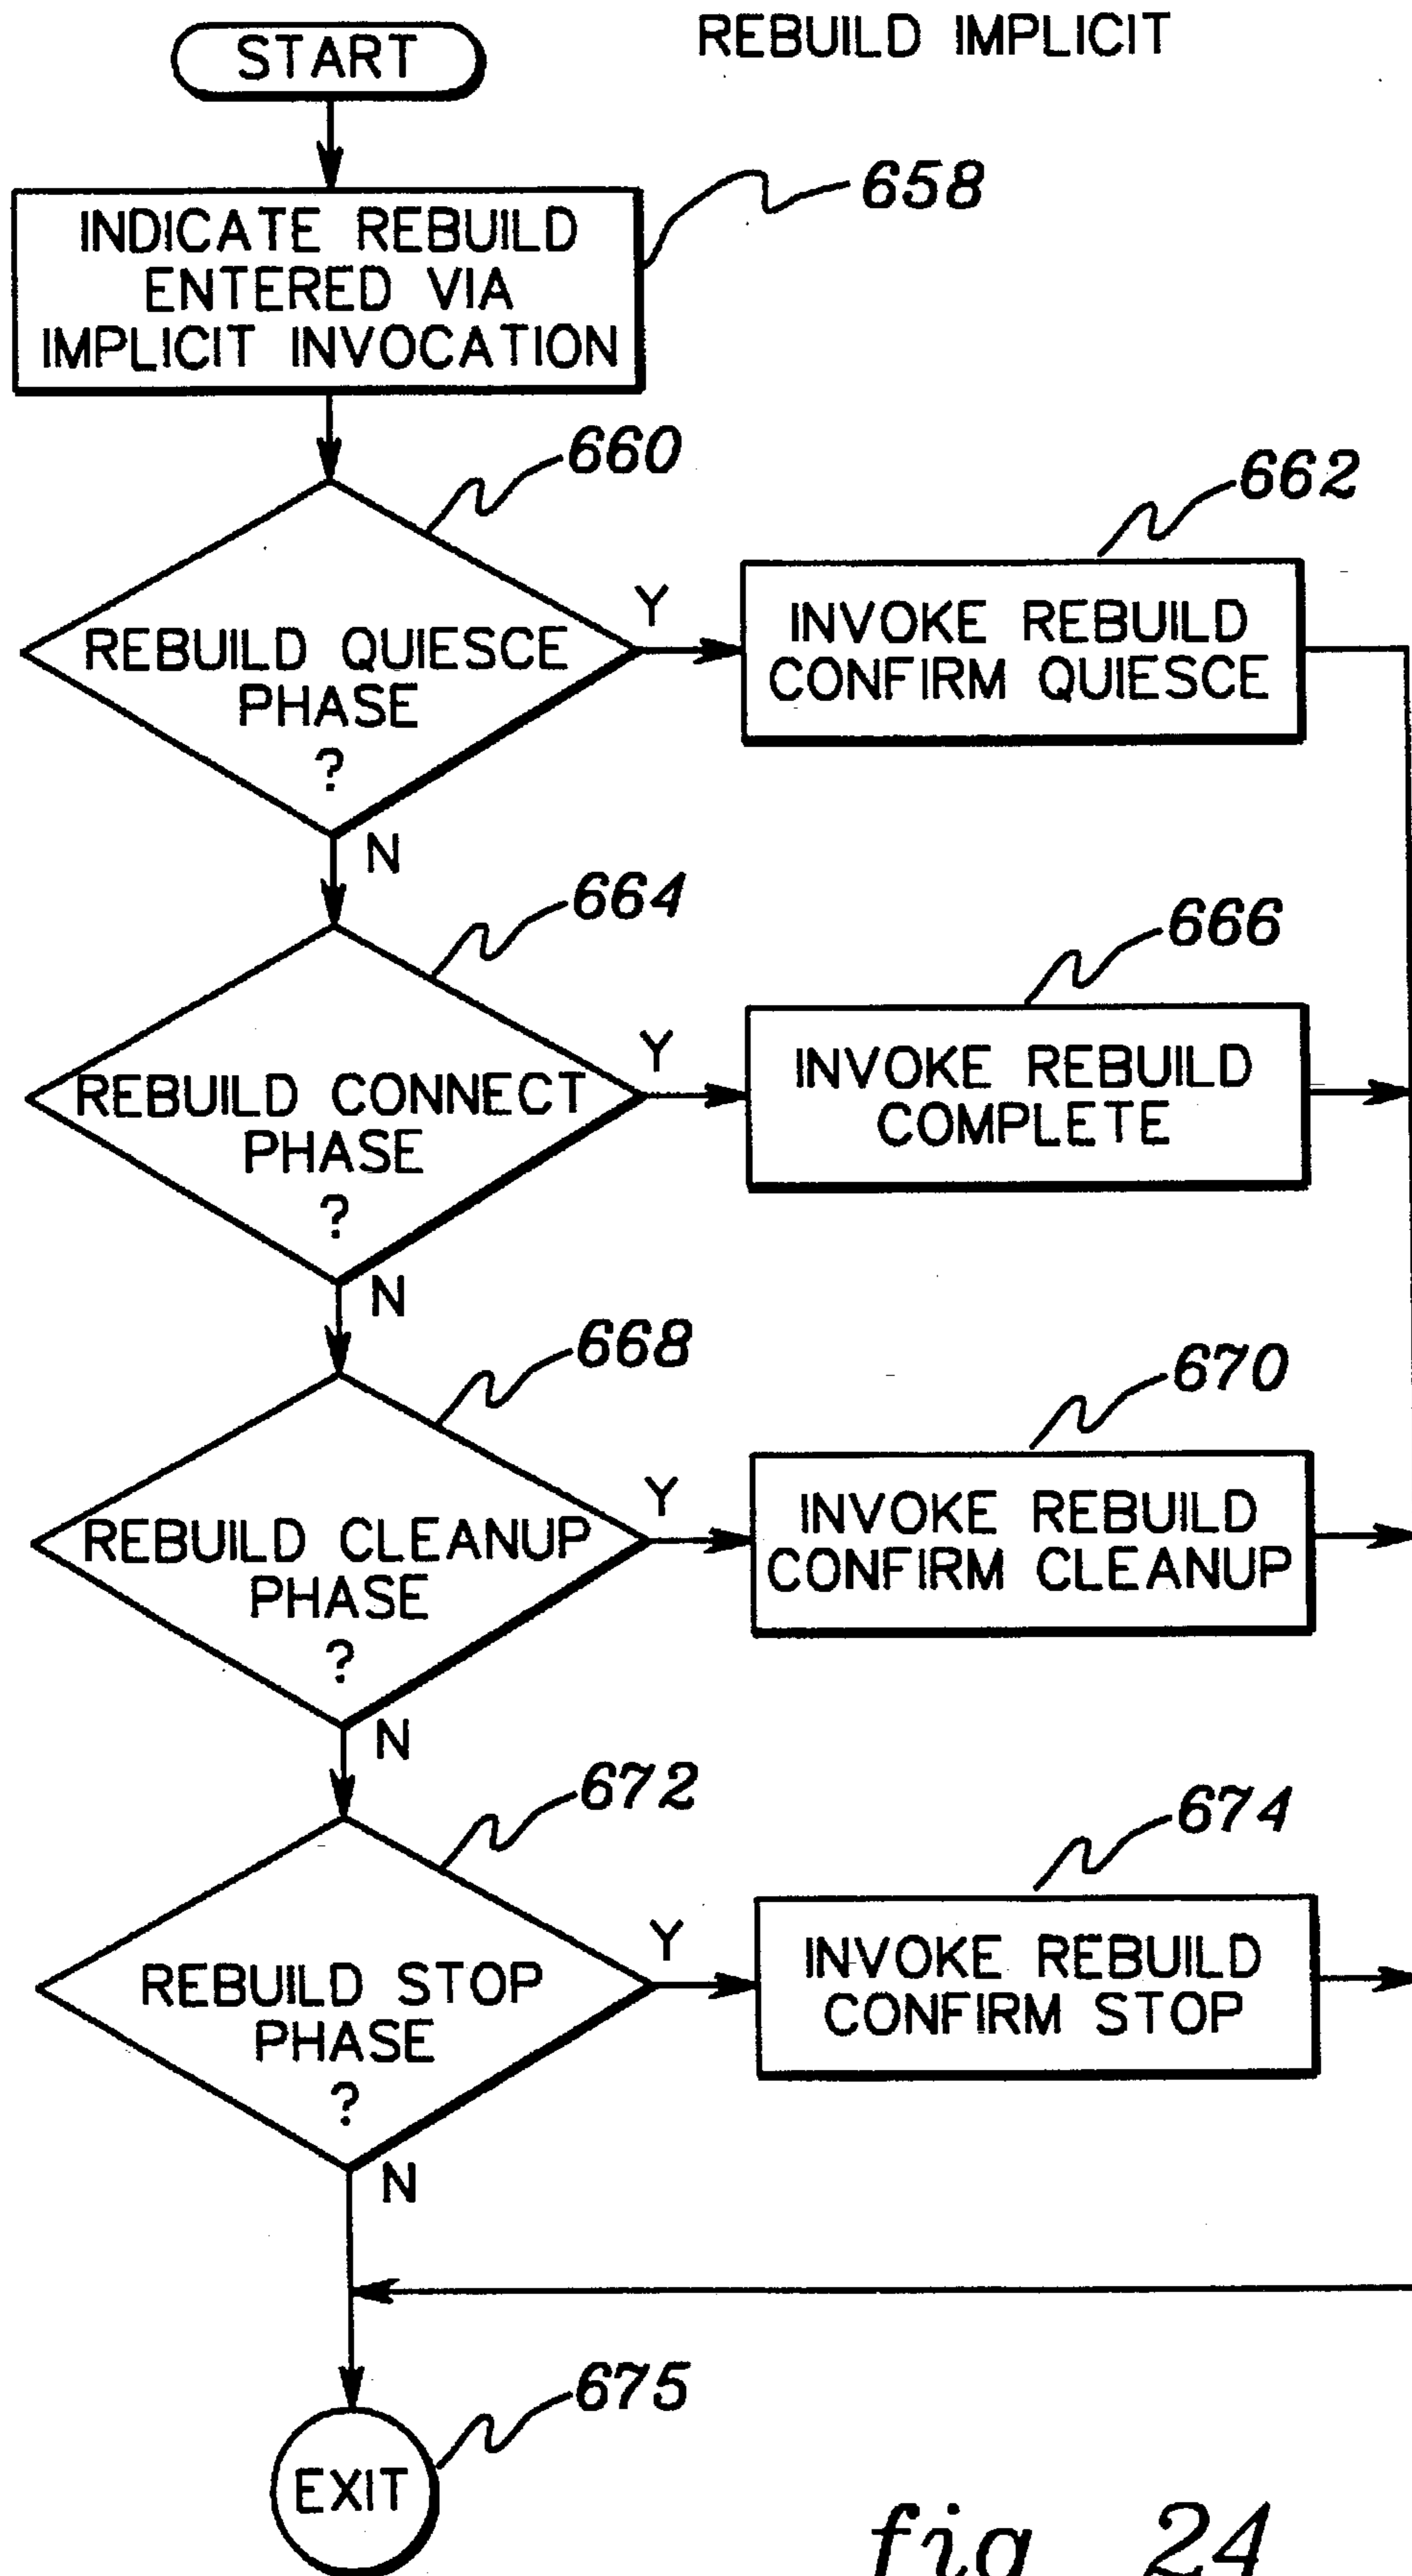 START
REBUILD IMPLICIT
INDICATE REBUILD
ENTERED VIA
IMPLICIT INVOCATION
658
660
REBUILD QUIESCE
PHASE
?
Y
N
662
INVOKE REBUILD
CONFIRM QUIESCE
664
REBUILD CONNECT
PHASE
?
Y
N
666
INVOKE REBUILD
COMPLETE
668
REBUILD CLEANUP
PHASE
?
Y
N
670
INVOKE REBUILD
CONFIRM CLEANUP
672
REBUILD STOP
PHASE
?
Y
N
674
INVOKE REBUILD
CONFIRM STOP
675
EXIT
fig 24